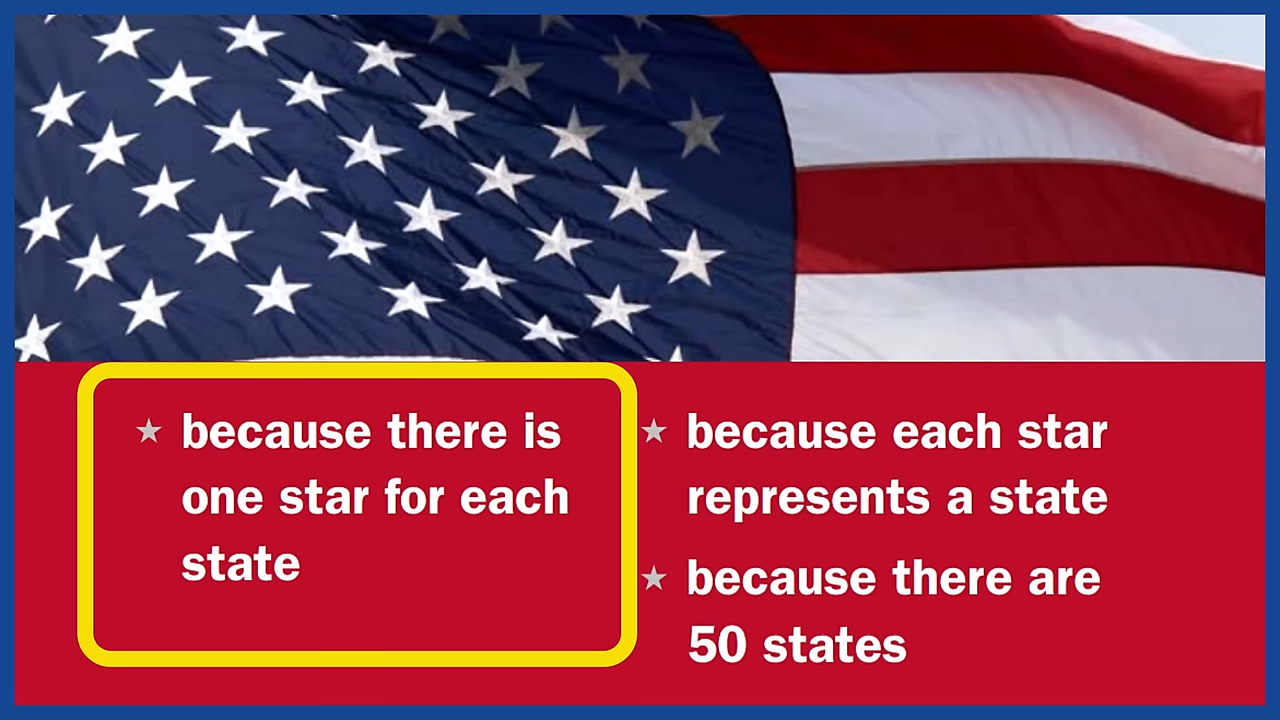 because there is
one star for each
state
because each star
represents a state
because there are
50 states